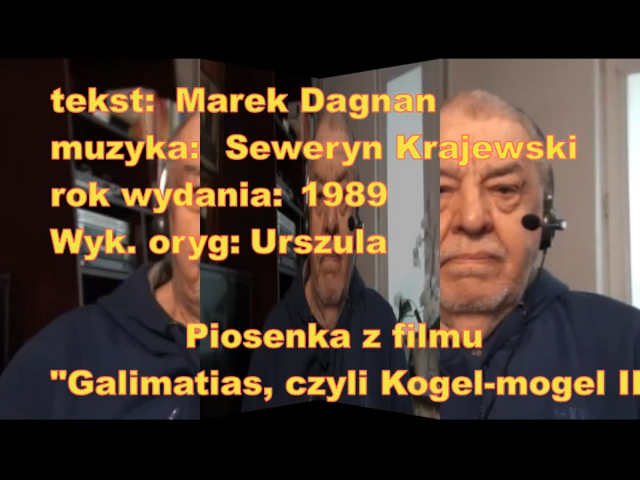 tekst: Marek Dagnan
muzyka: Seweryn Krajewski
rok wydania: 1989
Wyk. oryg: Urszula
Piosenka z filmu
"Galimatias, czyli Kogel-mogel II